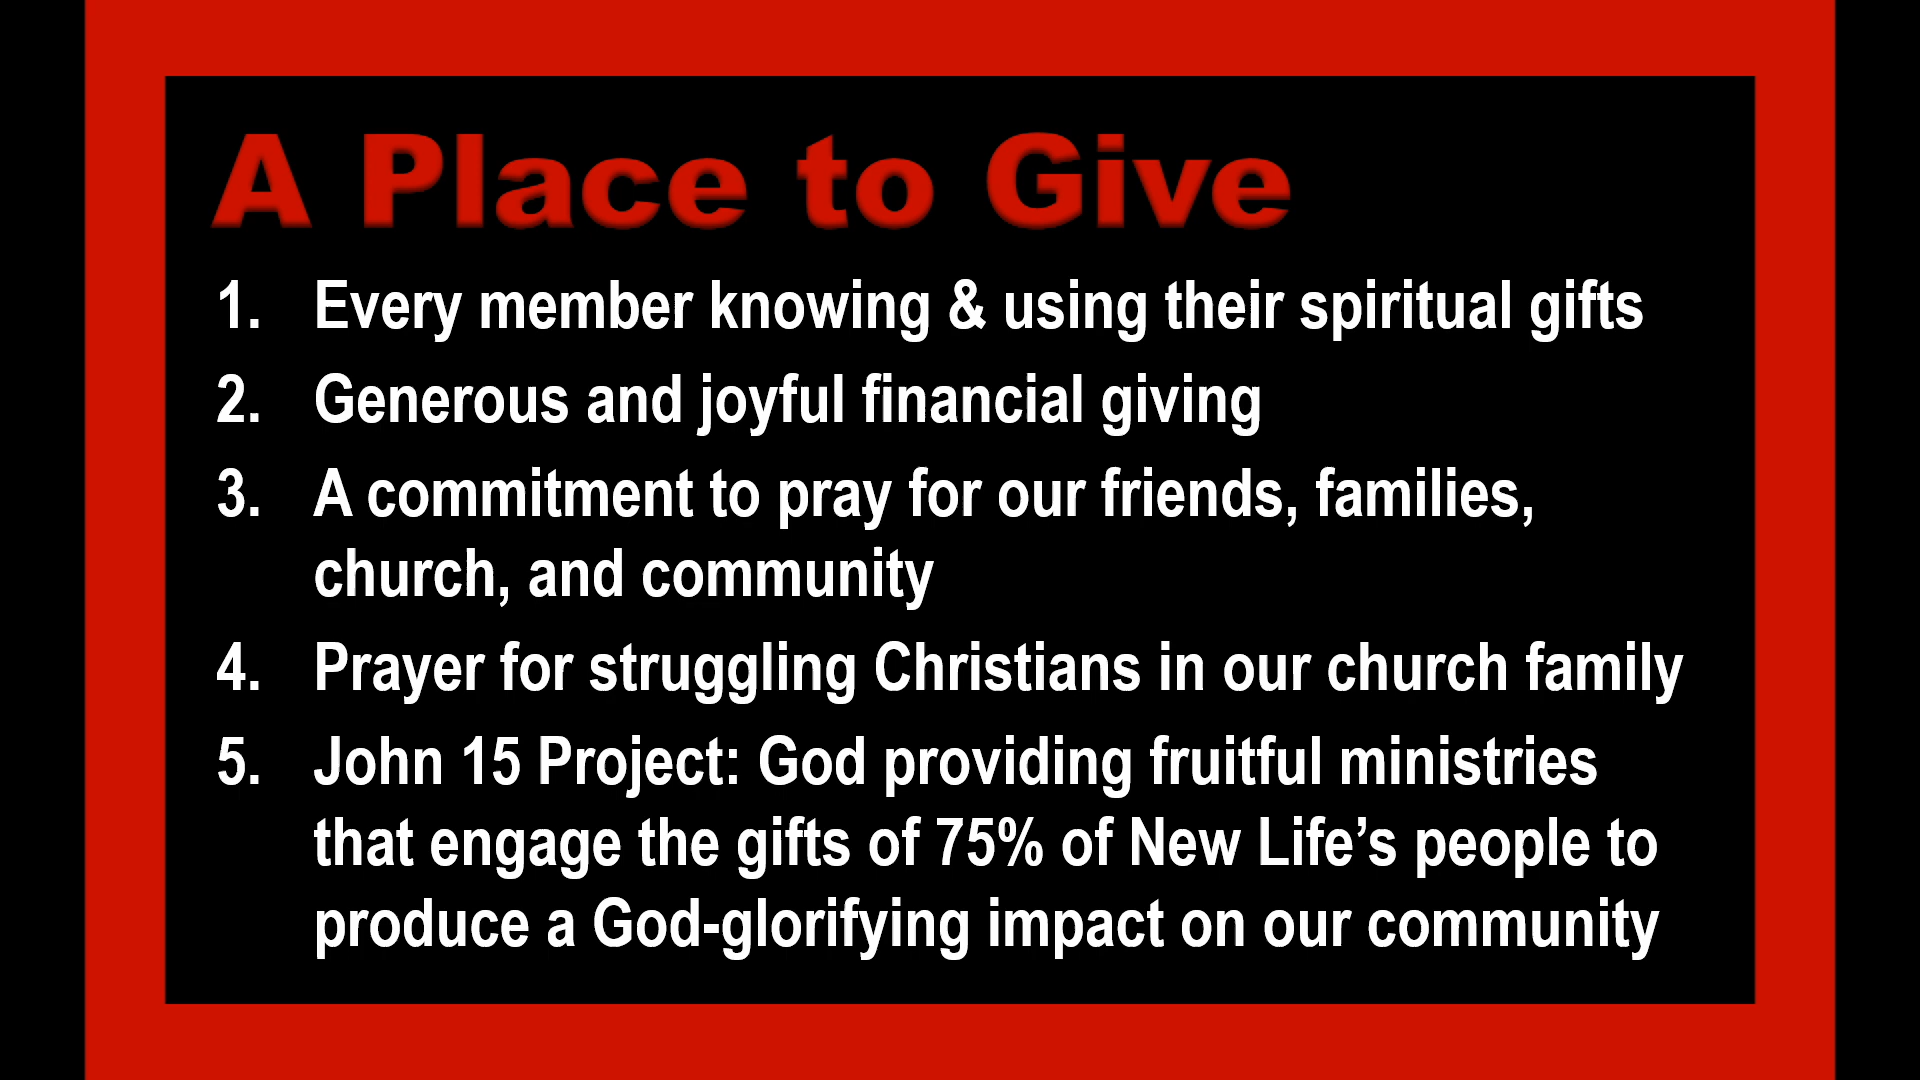 A Place to Give
1. Every member knowing & using their spiritual gifts
2. Generous and joyful financial giving
3. A commitment to pray for our friends, families,
church, and community
4. Prayer for struggling Christians in our church family
5. John 15 Project: God providing fruitful ministries
that engage the gifts of 75% of New Life’s people to
produce a God-glorifying impact on our community